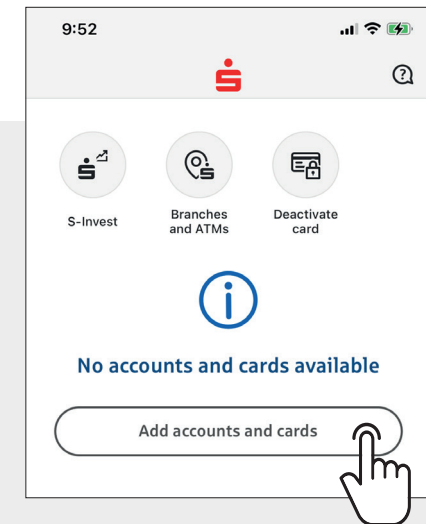 9:52
S-Invest
Branches
and ATMs
Deactivate
card
No accounts and cards available
Add accounts and cards